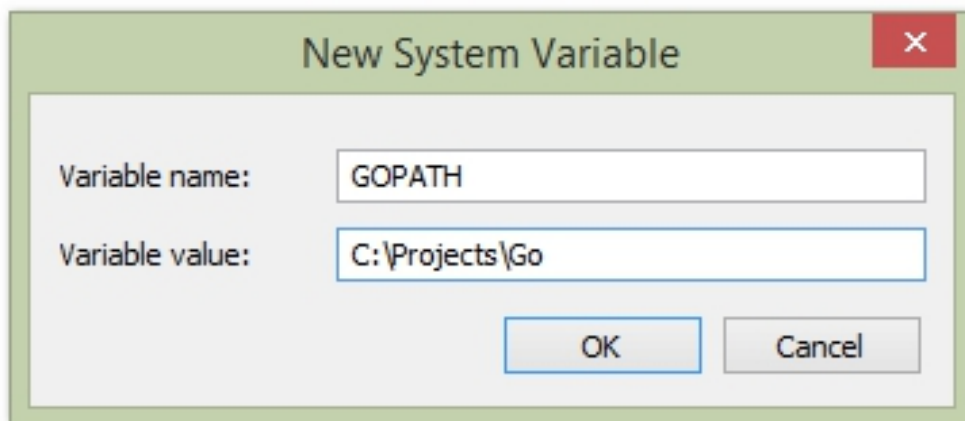 New System Variable
Variable name: GOPATH
Variable value: C:\Projects\Go
OK Cancel